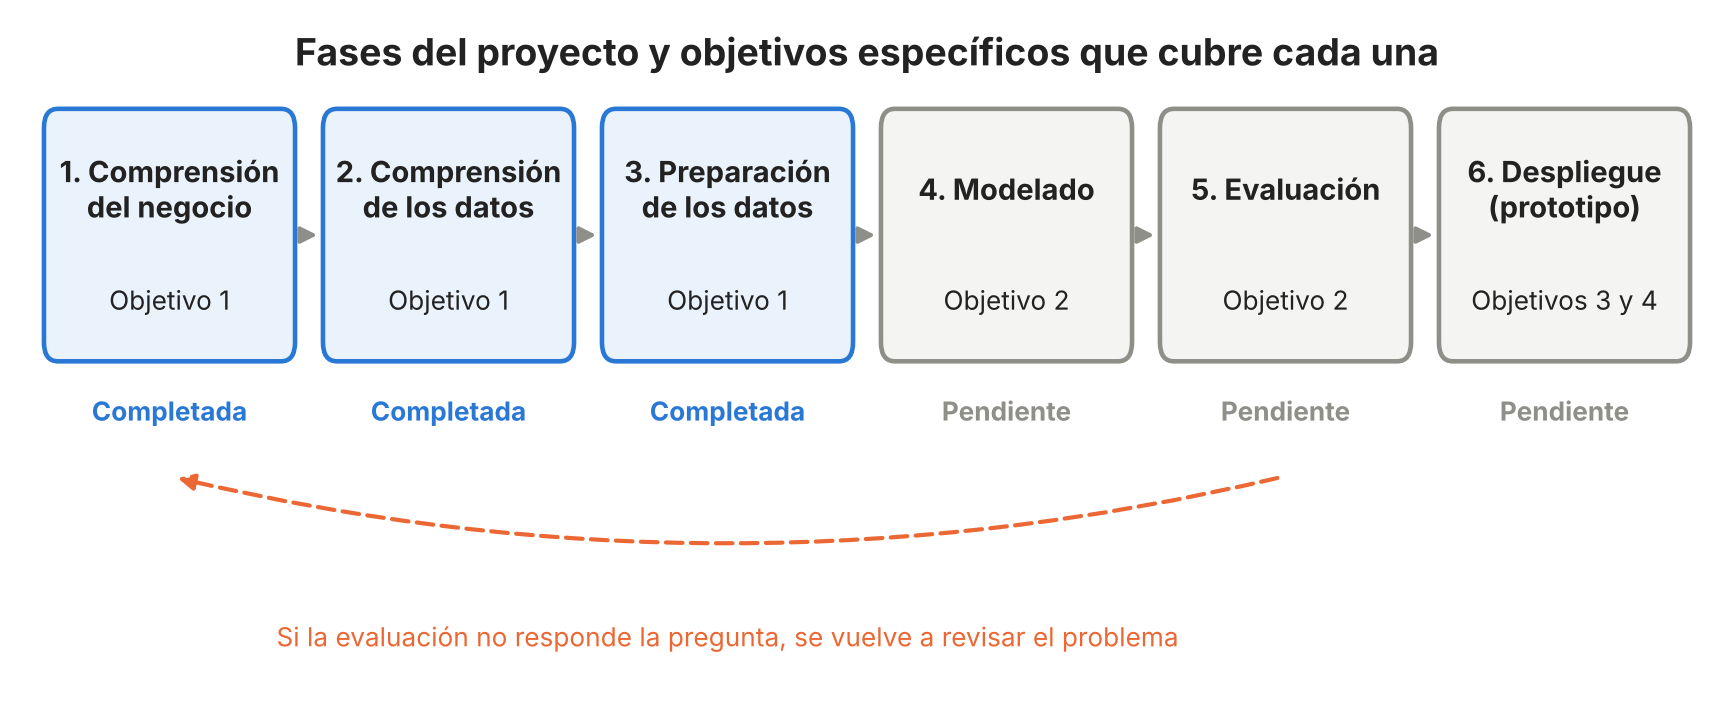 Fases del proyecto y objetivos específicos que cubre cada una
1. Comprensión
del negocio
Objetivo 1
Completada
2. Comprensión
de los datos
Objetivo 1
Completada
3. Preparación
de los datos
Objetivo 1
Completada
4. Modelado
Objetivo 2
Pendiente
5. Evaluación
Objetivo 2
Pendiente
6. Despliegue
(prototipo)
Objetivos 3 y 4
Pendiente
Si la evaluación no responde la pregunta, se vuelve a revisar el problema